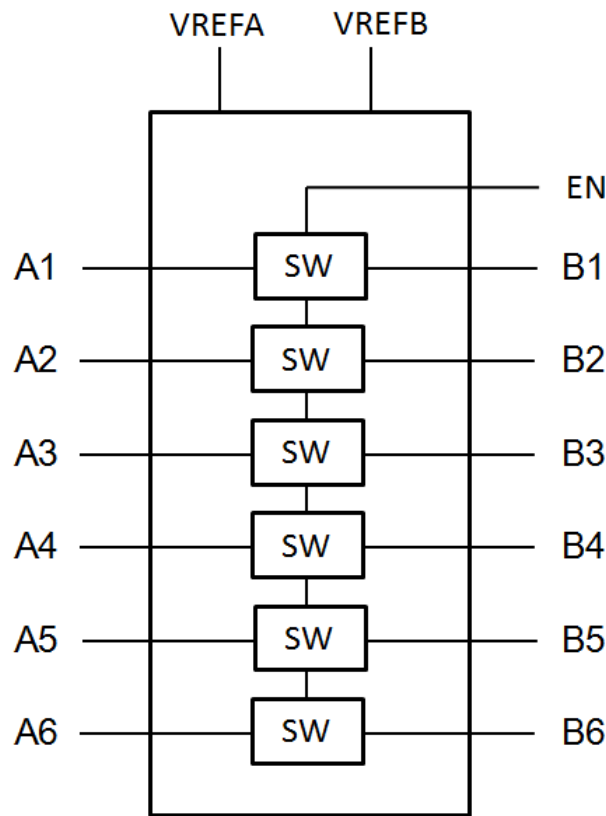 VREFA VREFB
EN
A1 SW B1
A2 SW B2
A3 SW B3
A4 SW B4
A5 SW B5
A6 SW B6